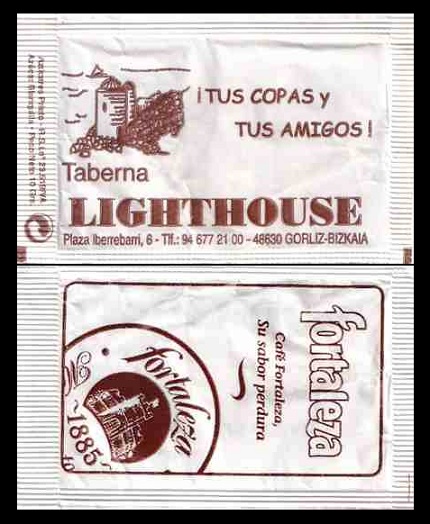 ¡TUS COPAS y
TUS AMIGOS!
Taberna
LIGHTHOUSE
Plaza Iberrebarri, 6 - Tlf.: 94 677 21 00 - 48630 GORLIZ-BIZKAIA
fortaleza
Café Fortaleza,
Su sabor perdura
fortaleza
1885